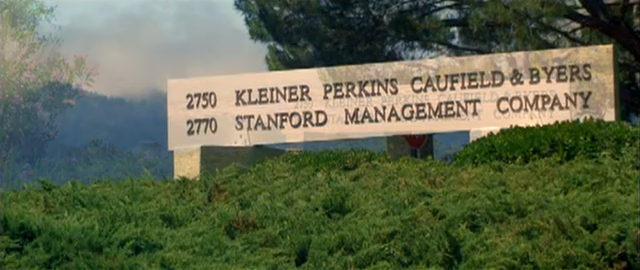 2750 KLEINER PERKINS CAUFIELD & BYERS
2770 STANFORD MANAGEMENT COMPANY